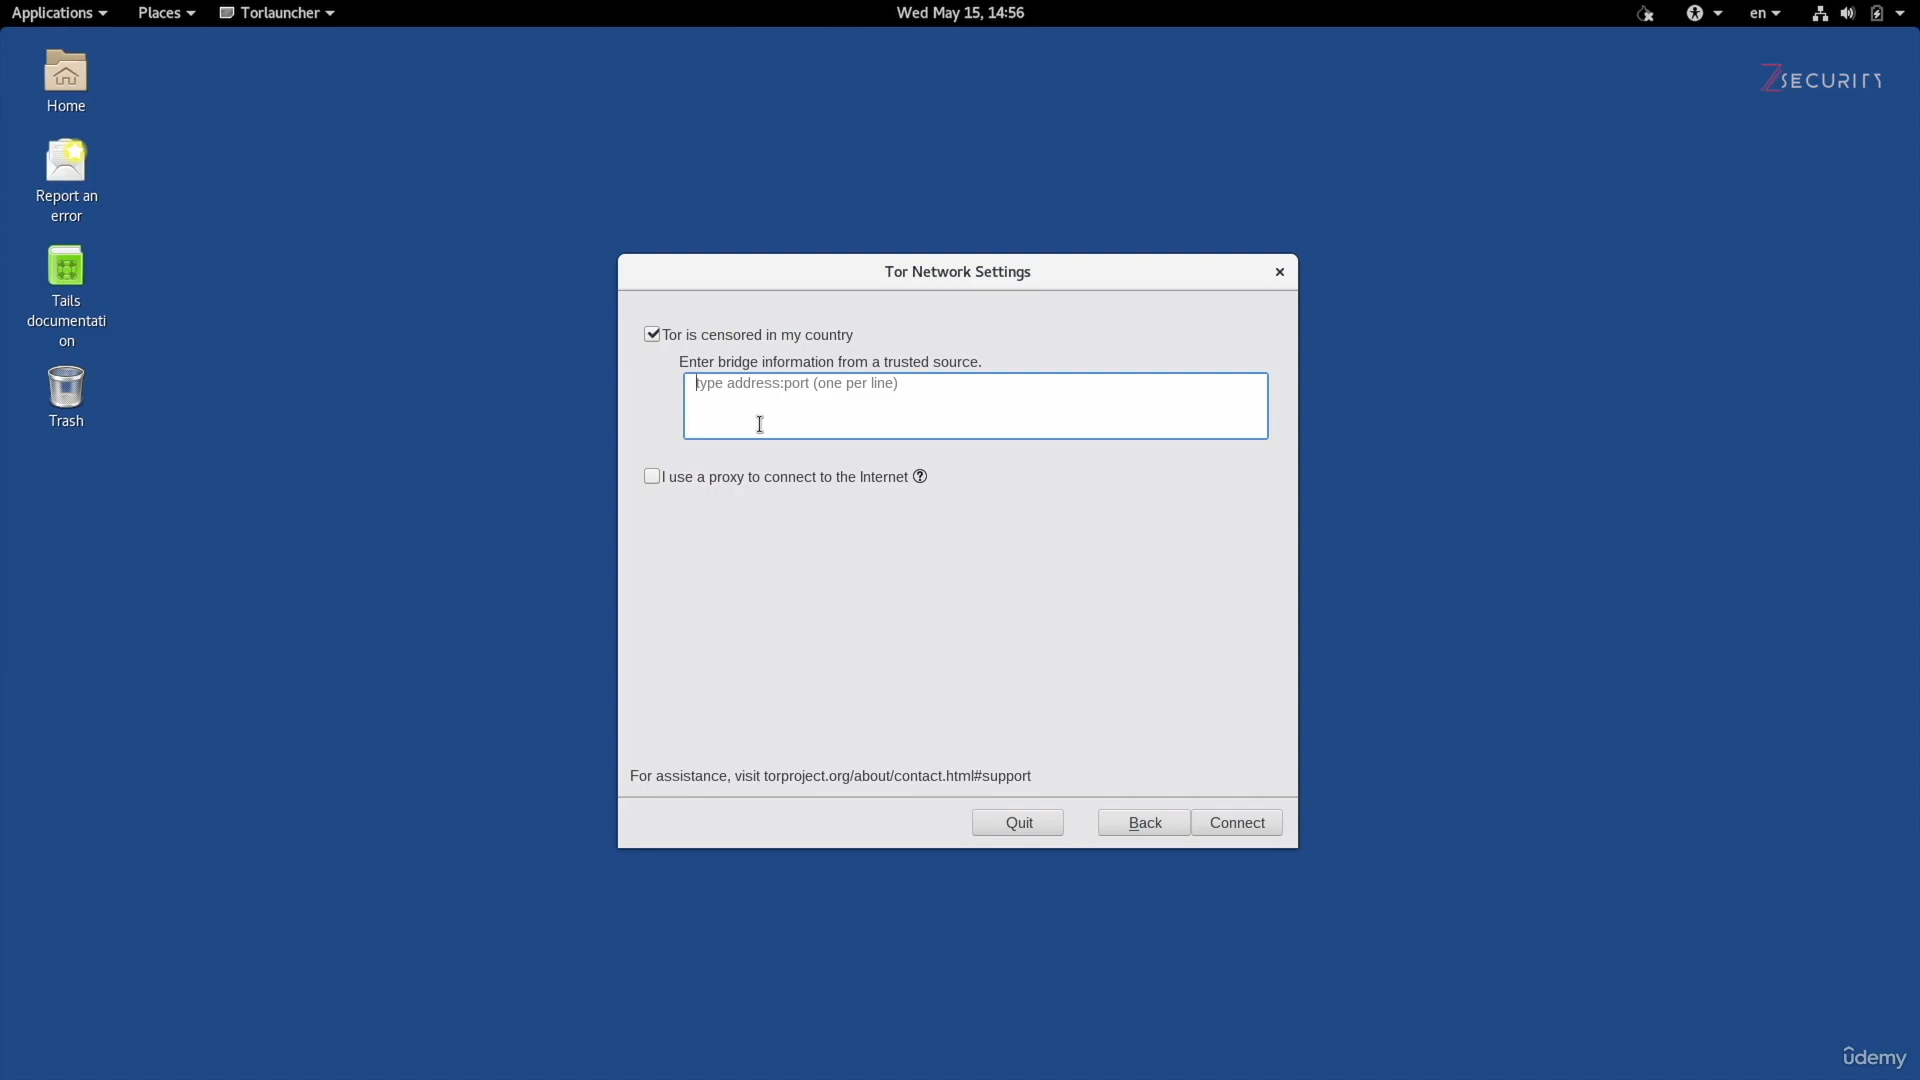 Applications
Places
Torlauncher
Wed May 15, 14:56
en
Home
Report an
error
Tails
documentati
on
Trash
ZSECURITY
Tor Network Settings
Tor is censored in my country
Enter bridge information from a trusted source.
type address:port (one per line)
I use a proxy to connect to the Internet
For assistance, visit torproject.org/about/contact.html#support
Quit
Back
Connect
ûdemy